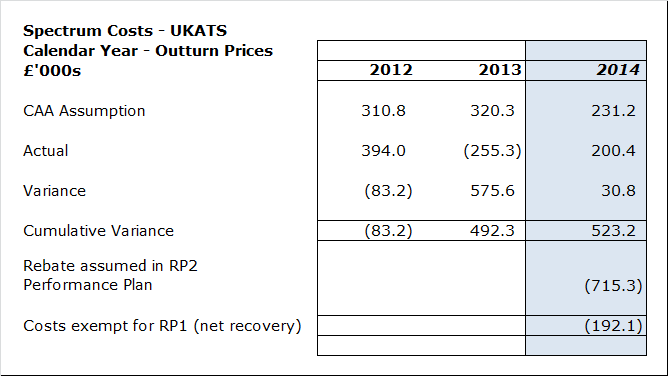 Spectrum Costs - UKATS
Calendar Year - Outturn Prices
£'000s 2012 2013 2014
CAA Assumption 310.8 320.3 231.2
Actual 394.0 (255.3) 200.4
Variance (83.2) 575.6 30.8
Cumulative Variance (83.2) 492.3 523.2
Rebate assumed in RP2
Performance Plan (715.3)
Costs exempt for RP1 (net recovery) (192.1)